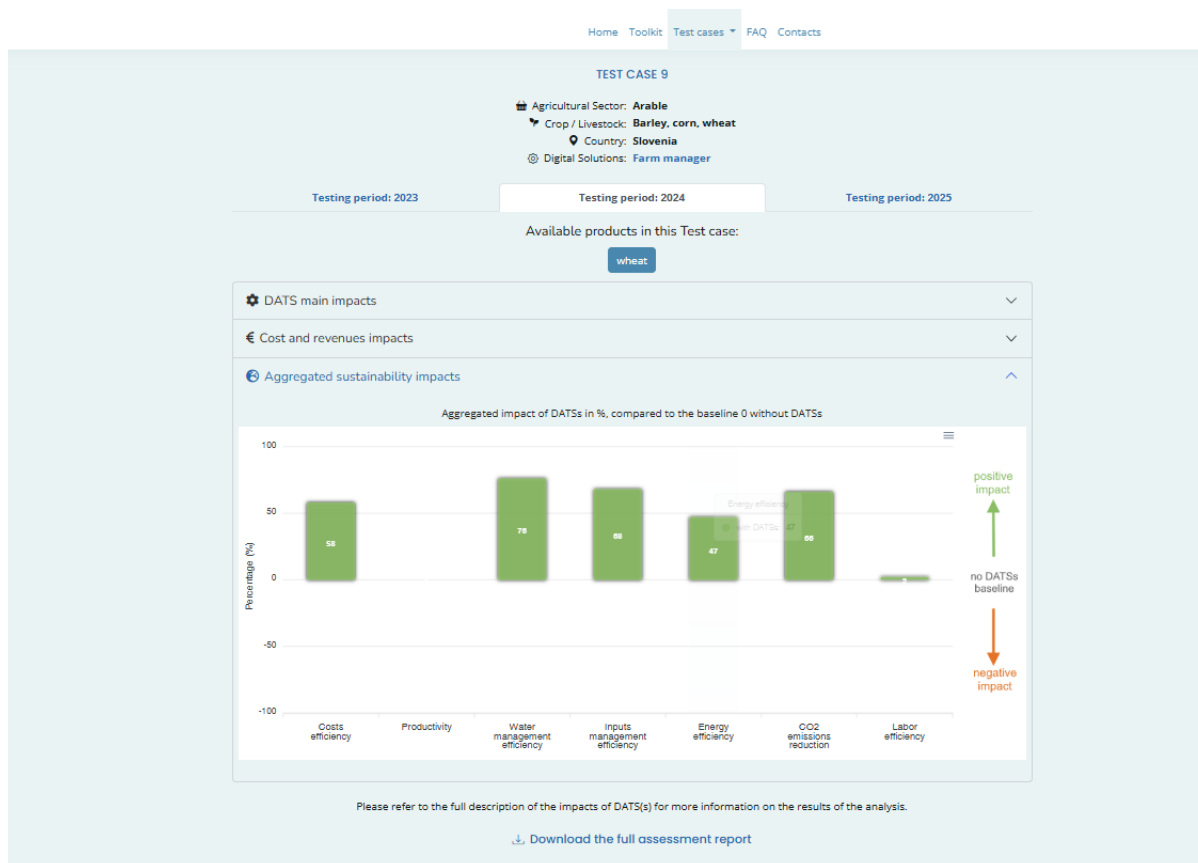 Home Toolkit Test cases FAQ Contacts
TEST CASE 9
Agricultural Sector: Arable
Crop / Livestock: Barley, corn, wheat
Country: Slovenia
Digital Solutions: Farm manager
Testing period: 2023 Testing period: 2024 Testing period: 2025
Available products in this Test case:
wheat
DATS main impacts
€ Cost and revenues impacts
Aggregated sustainability impacts
Aggregated impact of DATSs in %, compared to the baseline 0 without DATSs
100
50
0
-50
-100
Percentage (%)
58
76
68
47
66
Energy efficiency
with DATSs: 47
positive
impact
no DATSs
baseline
negative
impact
Costs
efficiency
Productivity
Water
management
efficiency
Inputs
management
efficiency
Energy
efficiency
CO2
emissions
reduction
Labor
efficiency
Please refer to the full description of the impacts of DATS(s) for more information on the results of the analysis.
Download the full assessment report